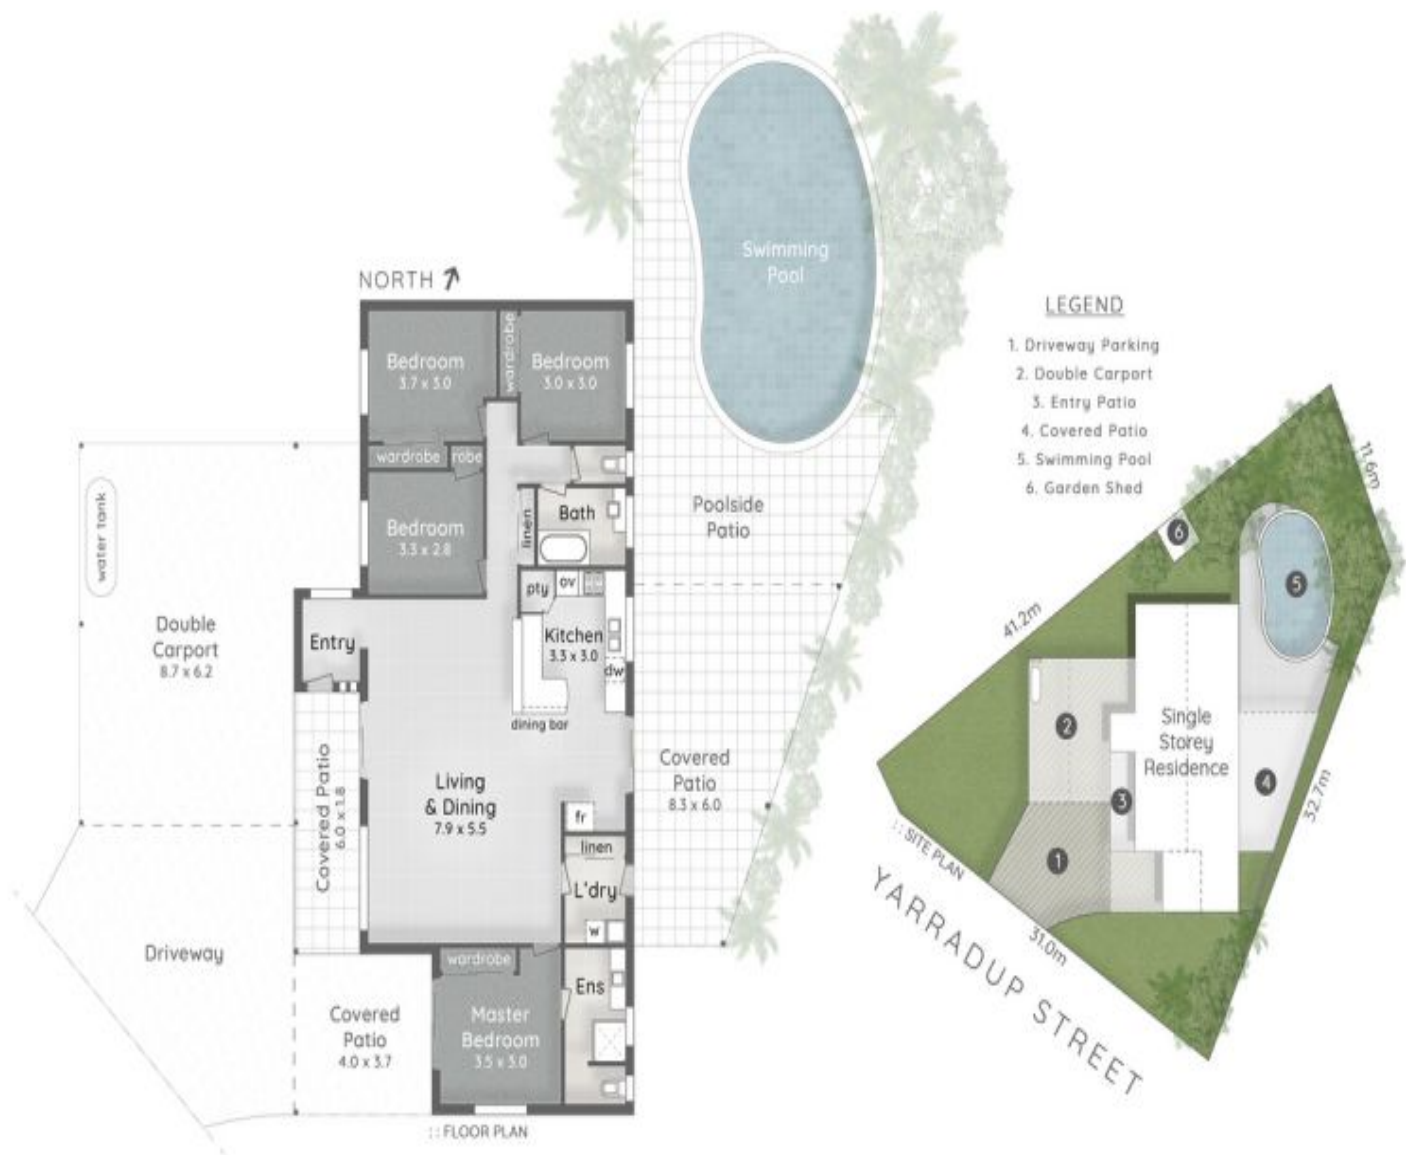 NORTH
Swimming
Pool
Bedroom
3.7 x 3.0
wardrobe
Bedroom
3.0 x 3.0
wardrobe
robe
Bedroom
3.3 x 2.8
linen
Bath
water tank
Double
Carport
8.7 x 6.2
Entry
pty
ov
Kitchen
3.3 x 3.0
dw
dining bar
Poolside
Patio
Covered
Patio
8.3 x 6.0
Covered Patio
6.0 x 1.8
Living
& Dining
7.9 x 5.5
fr
linen
L'dry
w
Driveway
Covered
Patio
4.0 x 3.7
wardrobe
Master
Bedroom
3.5 x 3.0
Ens
:: FLOOR PLAN
LEGEND
1. Driveway Parking
2. Double Carport
3. Entry Patio
4. Covered Patio
5. Swimming Pool
6. Garden Shed
11.6m
6
5
41.2m
2
Single
Storey
Residence
3
4
32.7m
1
:: SITE PLAN
31.0m
YARRADUP STREET